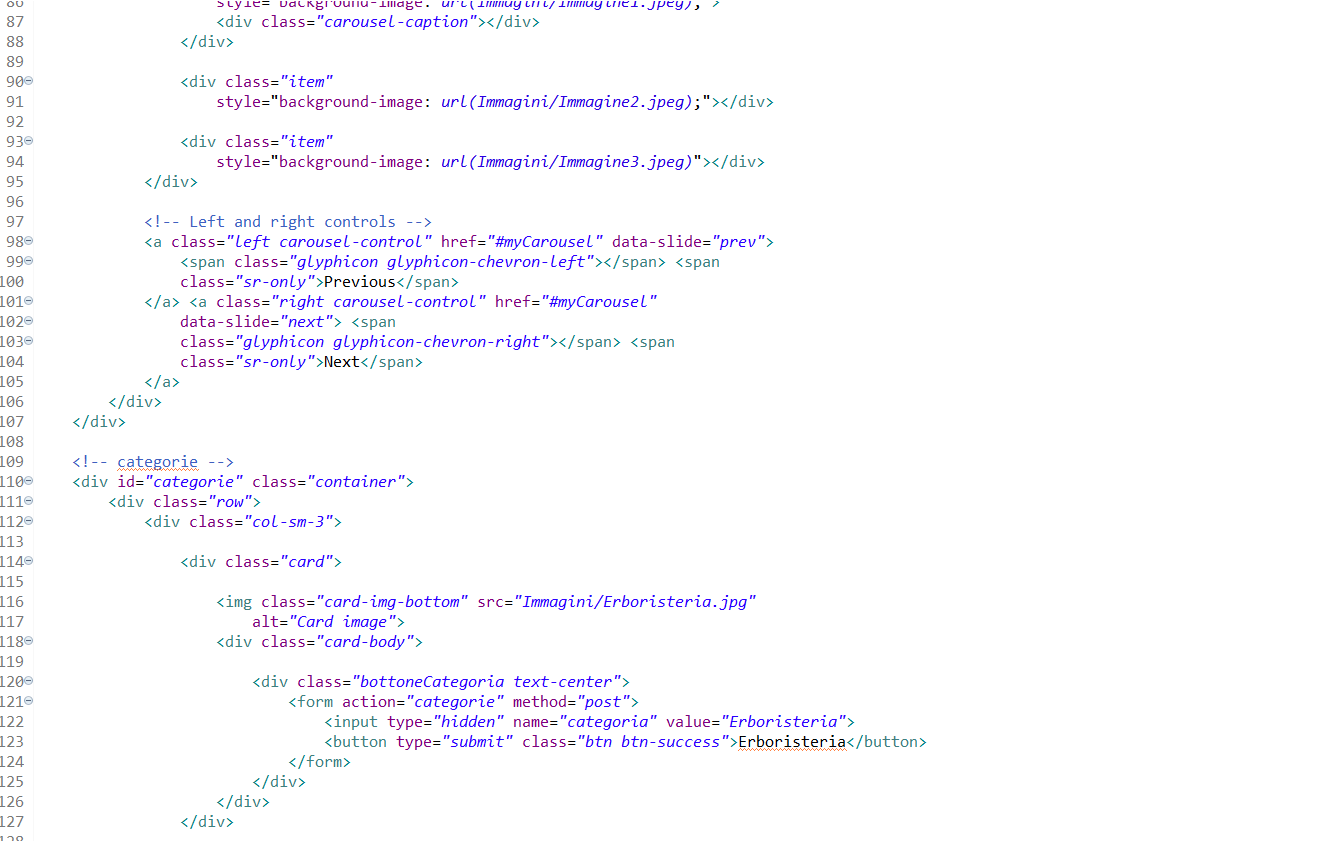 86 style="background-image: url(Immagini/Immagine1.jpeg);">
87 <div class="carousel-caption"></div>
88 </div>
89
90 <div class="item"
91 style="background-image: url(Immagini/Immagine2.jpeg);"></div>
92
93 <div class="item"
94 style="background-image: url(Immagini/Immagine3.jpeg)"></div>
95 </div>
96
97 <!-- Left and right controls -->
98 <a class="left carousel-control" href="#myCarousel" data-slide="prev">
99 <span class="glyphicon glyphicon-chevron-left"></span> <span
100 class="sr-only">Previous</span>
101 </a> <a class="right carousel-control" href="#myCarousel"
102 data-slide="next"> <span
103 class="glyphicon glyphicon-chevron-right"></span> <span
104 class="sr-only">Next</span>
105 </a>
106 </div>
107 </div>
108
109 <!-- categorie -->
110 <div id="categorie" class="container">
111 <div class="row">
112 <div class="col-sm-3">
113
114 <div class="card">
115
116 <img class="card-img-bottom" src="Immagini/Erboristeria.jpg"
117 alt="Card image">
118 <div class="card-body">
119
120 <div class="bottoneCategoria text-center">
121 <form action="categorie" method="post">
122 <input type="hidden" name="categoria" value="Erboristeria">
123 <button type="submit" class="btn btn-success">Erboristeria</button>
124 </form>
125 </div>
126 </div>
127 </div>
128